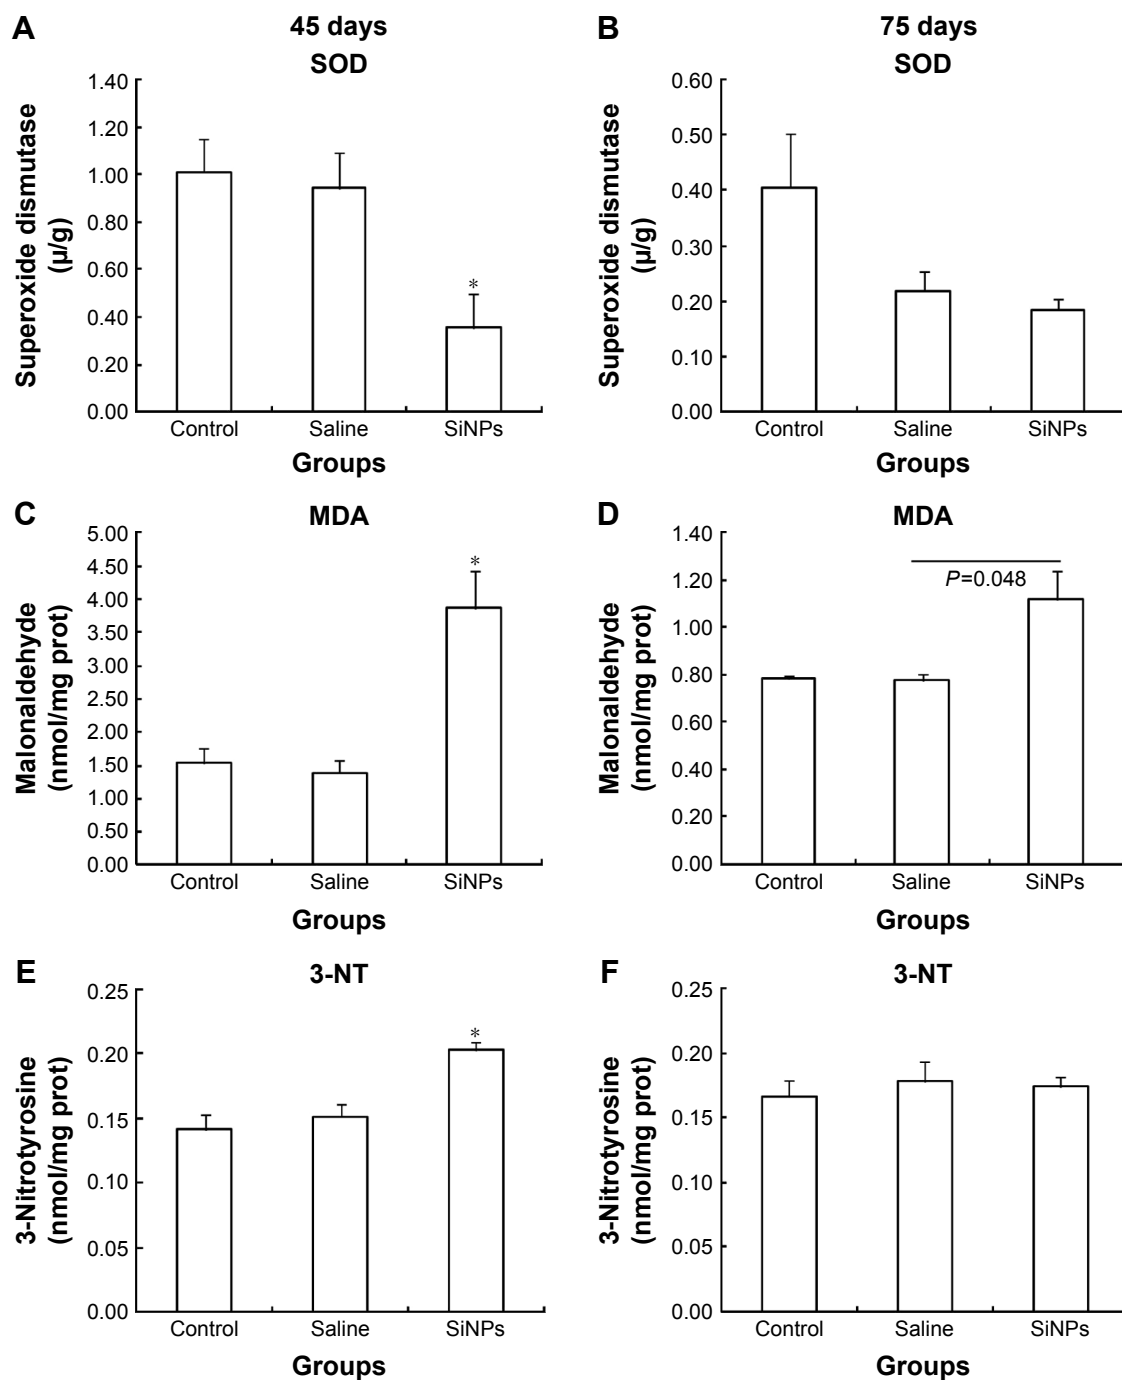 A
45 days
SOD
Superoxide dismutase
(µ/g)
1.40
1.20
1.00
0.80
0.60
0.40
0.20
0.00
*
Control Saline SiNPs
Groups
B
75 days
SOD
Superoxide dismutase
(µ/g)
0.60
0.50
0.40
0.30
0.20
0.10
0.00
Control Saline SiNPs
Groups
C
MDA
Malonaldehyde
(nmol/mg prot)
5.00
4.50
4.00
3.50
3.00
2.50
2.00
1.50
1.00
0.50
0.00
*
Control Saline SiNPs
Groups
D
MDA
Malonaldehyde
(nmol/mg prot)
1.40
1.20
1.00
0.80
0.60
0.40
0.20
0.00
P=0.048
Control Saline SiNPs
Groups
E
3-NT
3-Nitrotyrosine
(nmol/mg prot)
0.25
0.20
0.15
0.10
0.05
0.00
*
Control Saline SiNPs
Groups
F
3-NT
3-Nitrotyrosine
(nmol/mg prot)
0.25
0.20
0.15
0.10
0.05
0.00
Control Saline SiNPs
Groups